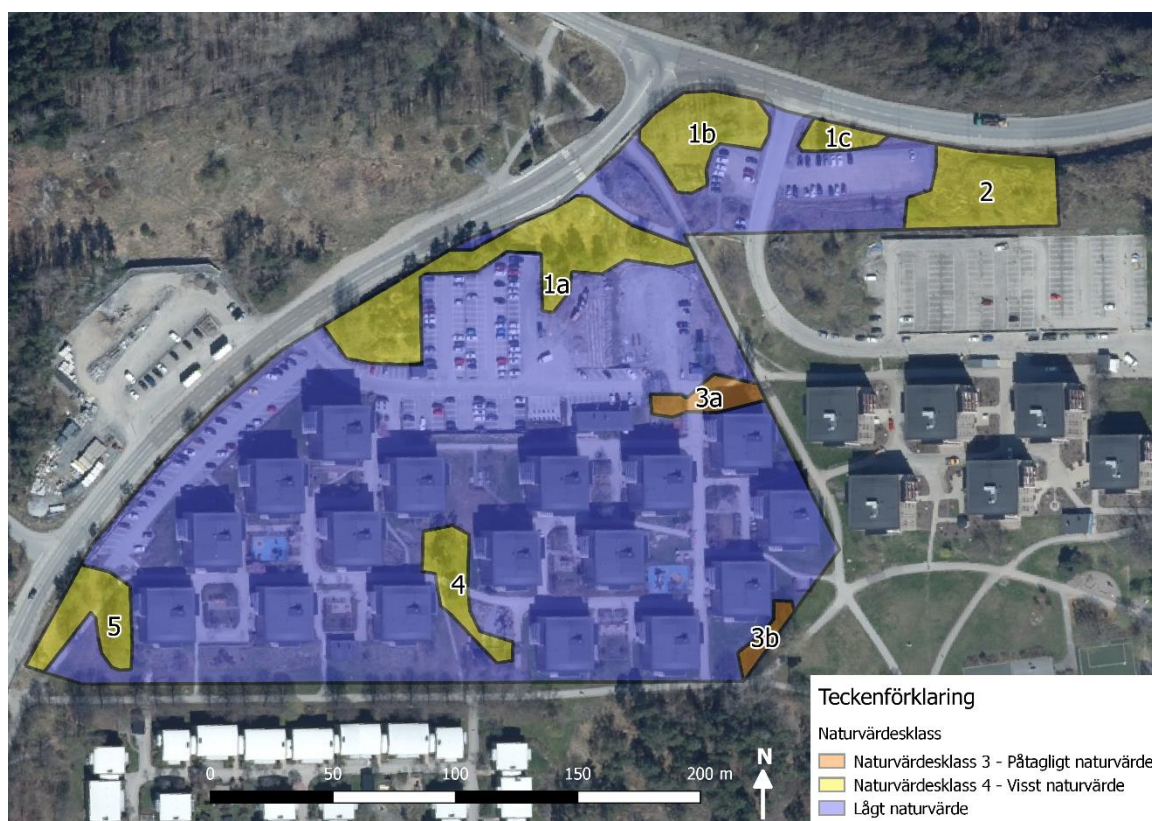 1b
1c
2
1a
3a
4
5
3b
Teckenförklaring
Naturvärdesklass
Naturvärdesklass 3 - Påtagligt naturvärde
Naturvärdesklass 4 - Visst naturvärde
Lågt naturvärde
0 50 100 150 200 m
N